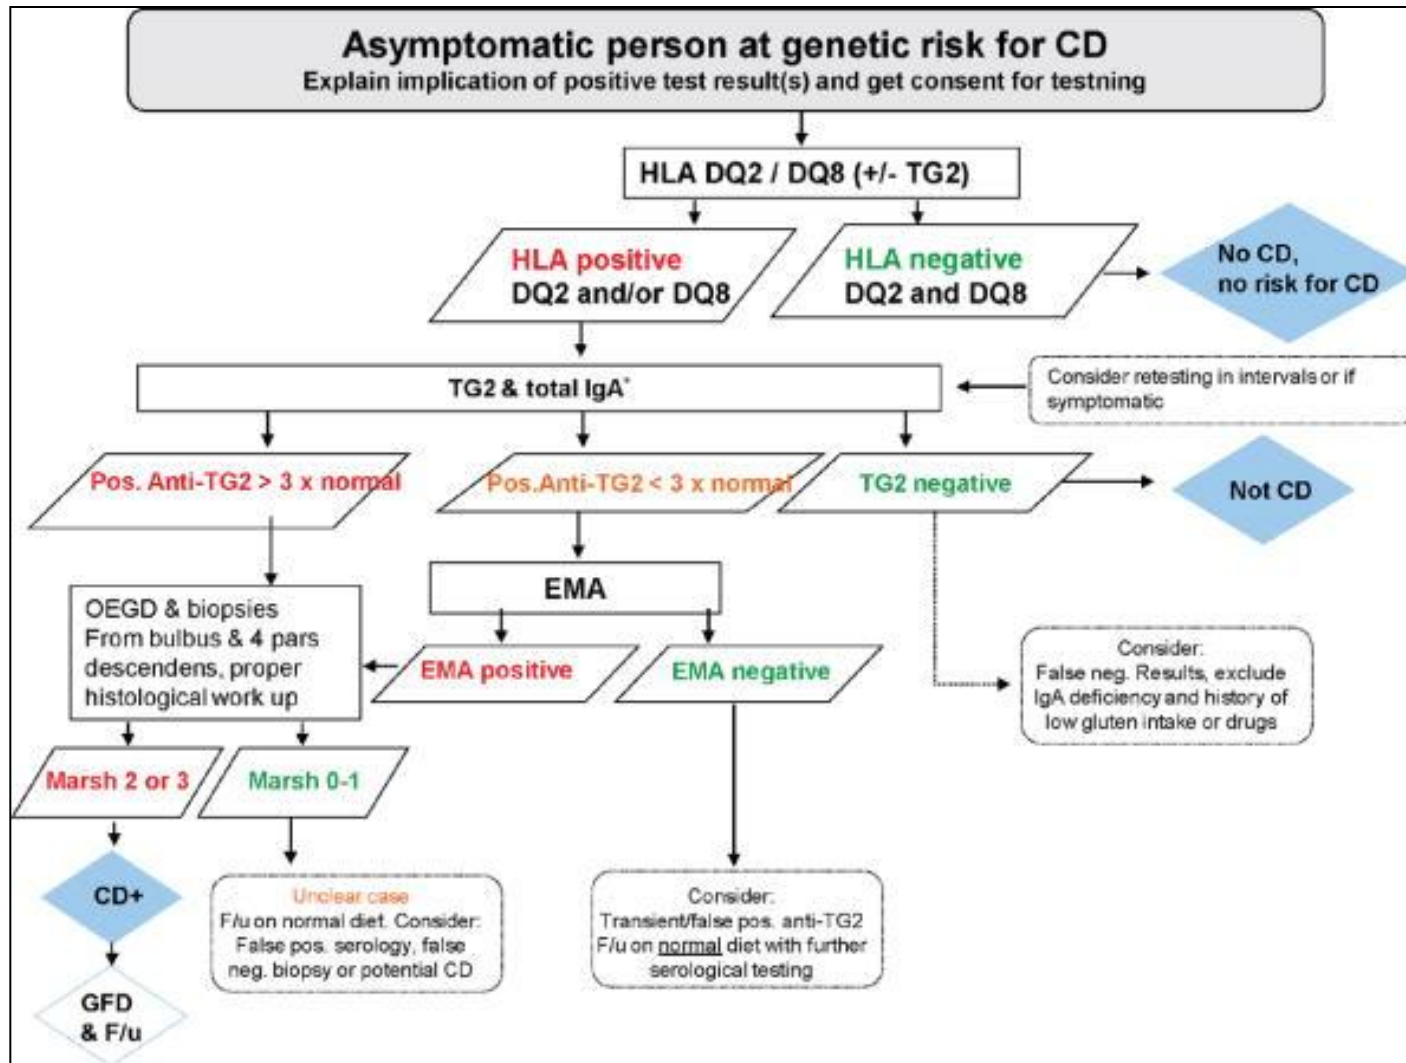 Asymptomatic person at genetic risk for CD
Explain implication of positive test result(s) and get consent for testning
HLA DQ2 / DQ8 (+/- TG2)
HLA positive
DQ2 and/or DQ8
HLA negative
DQ2 and DQ8
No CD,
no risk for CD
TG2 & total IgA*
Consider retesting in intervals or if
symptomatic
Pos. Anti-TG2 > 3 x normal
Pos.Anti-TG2 < 3 x normal
TG2 negative
Not CD
EMA
OEGD & biopsies
From bulbus & 4 pars
descendens, proper
histological work up
EMA positive
EMA negative
Consider:
False neg. Results, exclude
IgA deficiency and history of
low gluten intake or drugs
Marsh 2 or 3
Marsh 0-1
CD+
Unclear case
F/u on normal diet. Consider:
False pos. serology, false
neg. biopsy or potential CD
Consider:
Transient/false pos. anti-TG2
F/u on normal diet with further
serological testing
GFD
& F/u